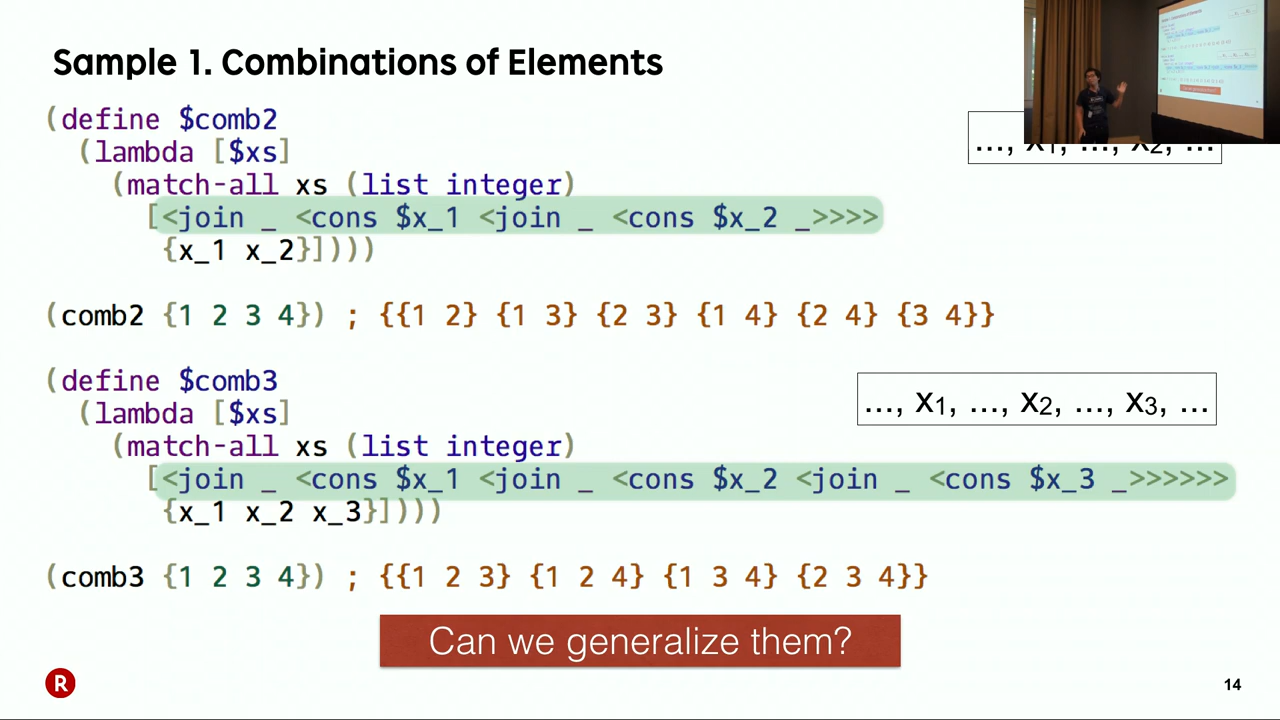 Sample 1. Combinations of Elements
(define $comb2
(lambda [$xs]
(match-all xs (list integer)
[<join _ <cons $x_1 <join _ <cons $x_2 _>>>>
{x_1 x_2}])))
..., x₁, ..., x₂, ...
(comb2 {1 2 3 4}) ; {{1 2} {1 3} {2 3} {1 4} {2 4} {3 4}}
(define $comb3
(lambda [$xs]
(match-all xs (list integer)
[<join _ <cons $x_1 <join _ <cons $x_2 <join _ <cons $x_3 _>>>>>>
{x_1 x_2 x_3}])))
..., x₁, ..., x₂, ..., x₃, ...
(comb3 {1 2 3 4}) ; {{1 2 3} {1 2 4} {1 3 4} {2 3 4}}
Can we generalize them?
R
14